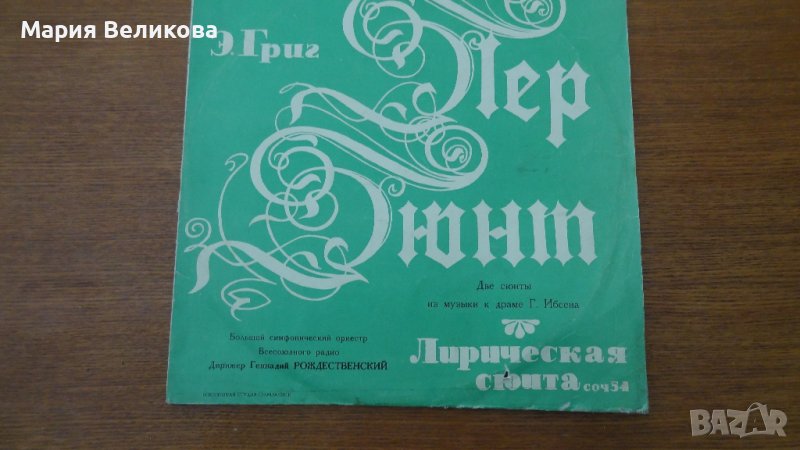 Мария Великова
Э. Григ
Пер
Гюнт
Две сюиты
из музыки к драме Г. Ибсена
Большой симфонический оркестр
Всесоюзного радио
Дирижер Геннадий РОЖДЕСТВЕНСКИЙ
Лирическая
сюита соч 54
BAZAR